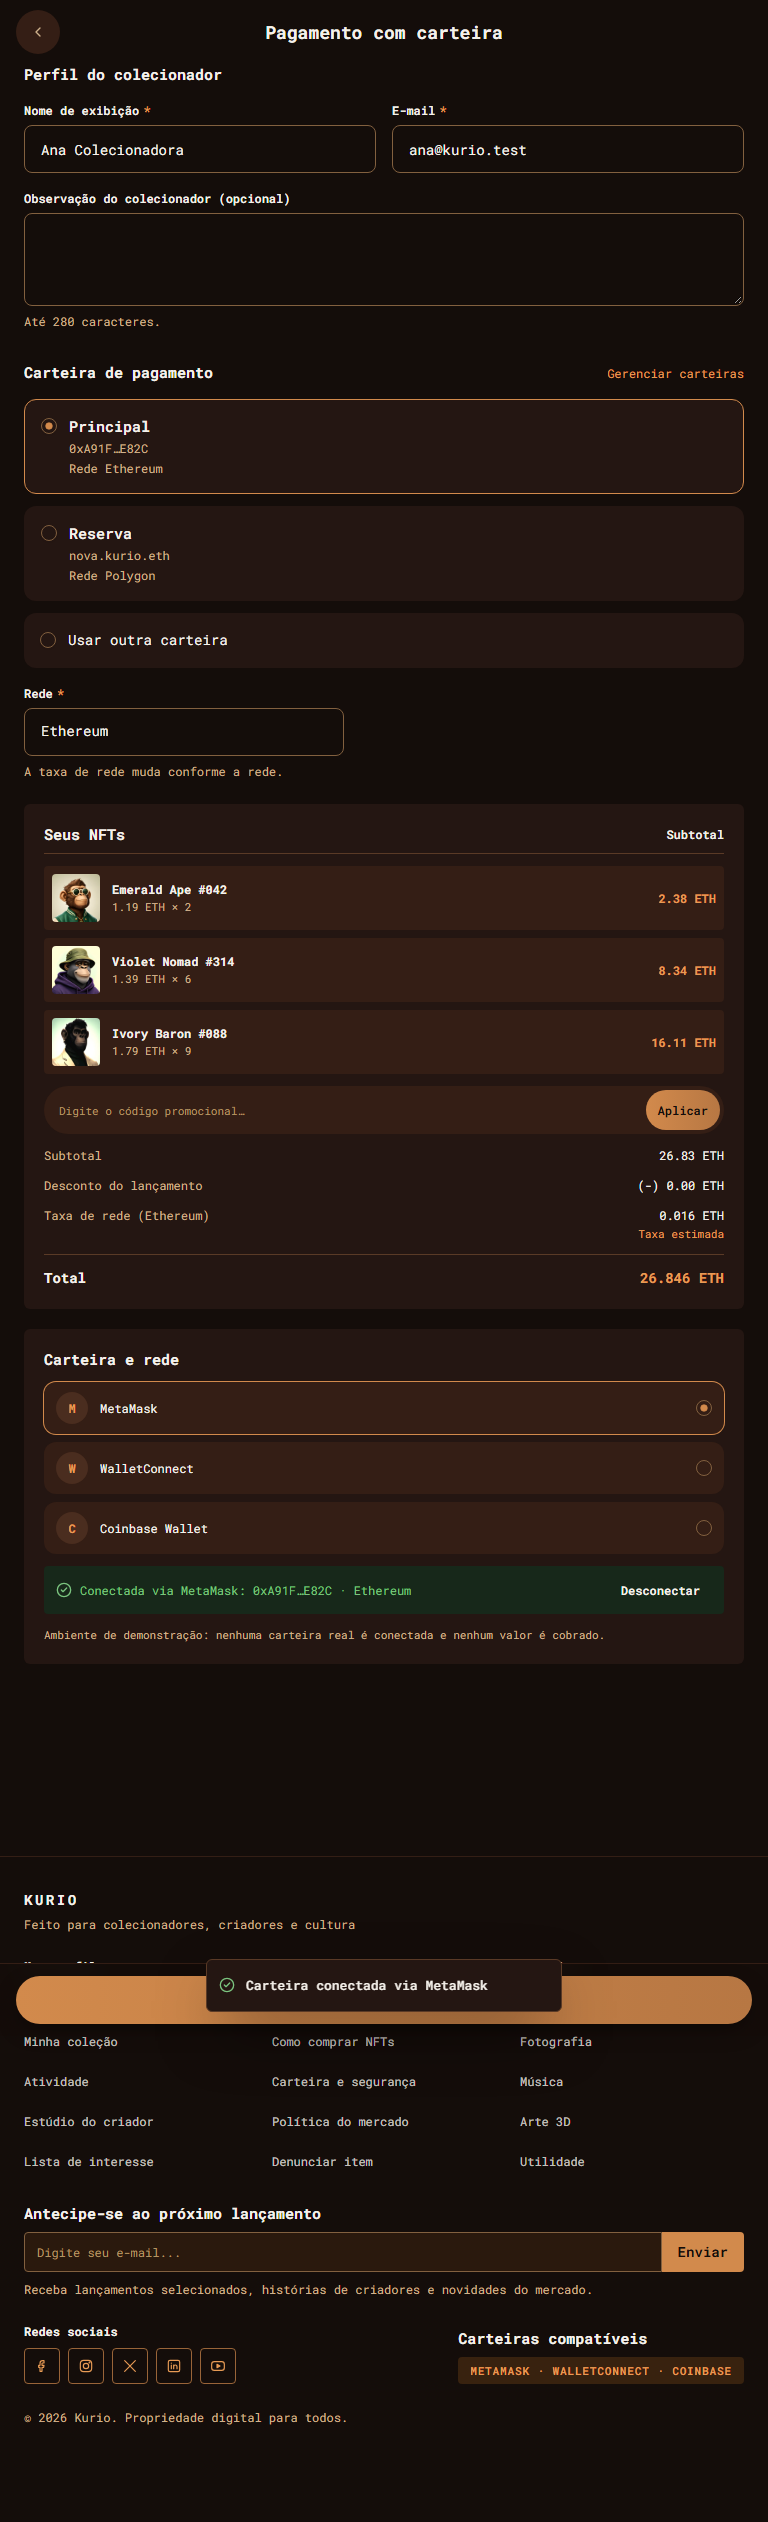 Pagamento com carteira
Perfil do colecionador
Nome de exibição *
E-mail *
Ana Colecionadora
ana@kurio.test
Observação do colecionador (opcional)
Até 280 caracteres.
Carteira de pagamento
Gerenciar carteiras
Principal
0xA91F…E82C
Rede Ethereum
Reserva
nova.kurio.eth
Rede Polygon
Usar outra carteira
Rede *
Ethereum
A taxa de rede muda conforme a rede.
Seus NFTs
Subtotal
Emerald Ape #042
1.19 ETH × 2
2.38 ETH
Violet Nomad #314
1.39 ETH × 6
8.34 ETH
Ivory Baron #088
1.79 ETH × 9
16.11 ETH
Digite o código promocional…
Aplicar
Subtotal
26.83 ETH
Desconto do lançamento
(-) 0.00 ETH
Taxa de rede (Ethereum)
0.016 ETH
Taxa estimada
Total
26.846 ETH
Carteira e rede
M
MetaMask
W
WalletConnect
C
Coinbase Wallet
Conectada via MetaMask: 0xA91F…E82C · Ethereum
Desconectar
Ambiente de demonstração: nenhuma carteira real é conectada e nenhum valor é cobrado.
KURIO
Feito para colecionadores, criadores e cultura
Carteira conectada via MetaMask
Minha coleção
Como comprar NFTs
Fotografia
Atividade
Carteira e segurança
Música
Estúdio do criador
Política do mercado
Arte 3D
Lista de interesse
Denunciar item
Utilidade
Antecipe-se ao próximo lançamento
Digite seu e-mail...
Enviar
Receba lançamentos selecionados, histórias de criadores e novidades do mercado.
Redes sociais
Carteiras compatíveis
METAMASK · WALLETCONNECT · COINBASE
© 2026 Kurio. Propriedade digital para todos.